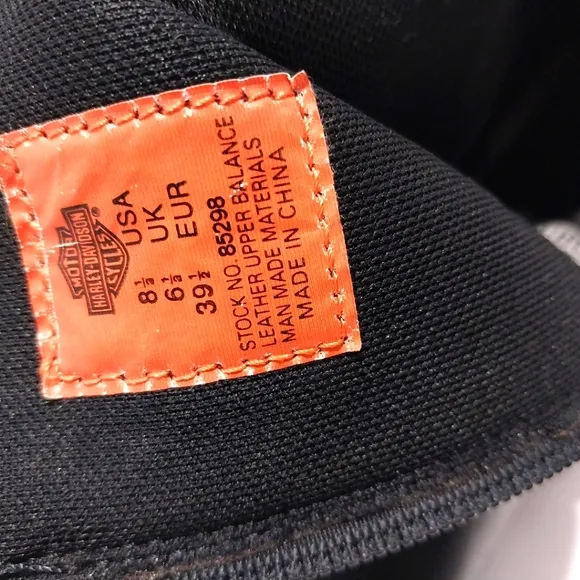 MOTOR
HARLEY-DAVIDSON
CYCLES
®
USA 8½
UK 6½
EUR 39½
STOCK NO. 85298
LEATHER UPPER BALANCE
MAN MADE MATERIALS
MADE IN CHINA